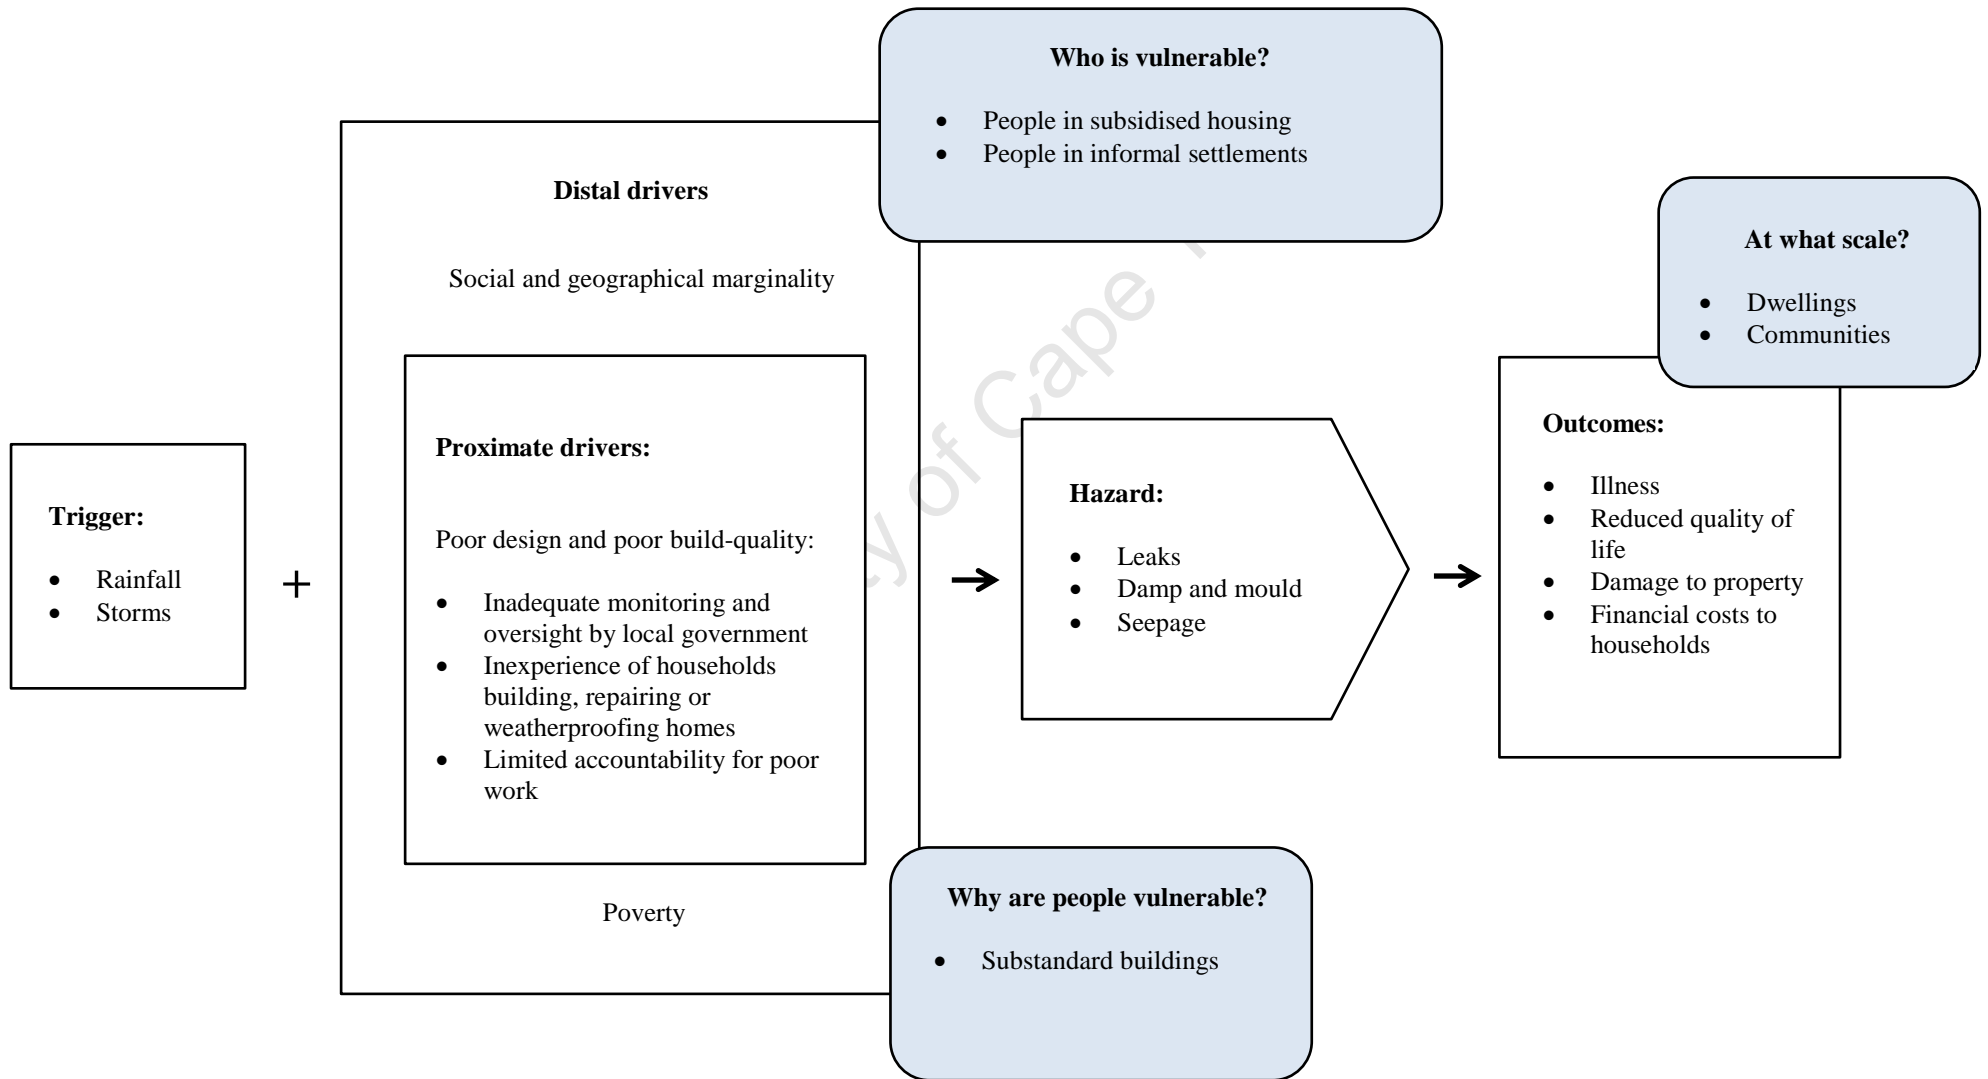 Who is vulnerable?
• People in subsidised housing
• People in informal settlements
Distal drivers
Social and geographical marginality
At what scale?
• Dwellings
• Communities
Trigger:
• Rainfall
• Storms
+
Proximate drivers:
Poor design and poor build-quality:
• Inadequate monitoring and
oversight by local government
• Inexperience of households
building, repairing or
weatherproofing homes
• Limited accountability for poor
work
Poverty
Hazard:
• Leaks
• Damp and mould
• Seepage
Outcomes:
• Illness
• Reduced quality of
life
• Damage to property
• Financial costs to
households
Why are people vulnerable?
• Substandard buildings
of Cape